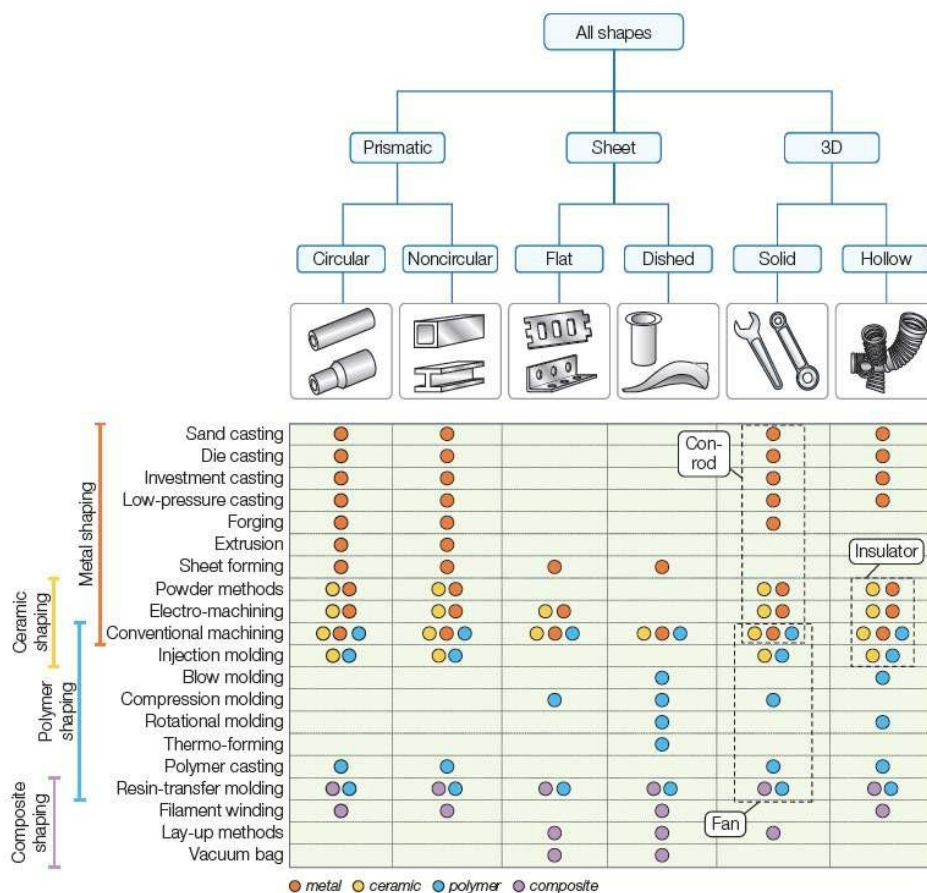 All shapes
Prismatic
Sheet
3D
Circular
Noncircular
Flat
Dished
Solid
Hollow
Metal shaping
Ceramic
shaping
Polymer
shaping
Composite
shaping
Sand casting
Die casting
Investment casting
Low-pressure casting
Forging
Extrusion
Sheet forming
Powder methods
Electro-machining
Conventional machining
Injection molding
Blow molding
Compression molding
Rotational molding
Thermo-forming
Polymer casting
Resin-transfer molding
Filament winding
Lay-up methods
Vacuum bag
Con-
rod
Insulator
Fan
metal ceramic polymer composite